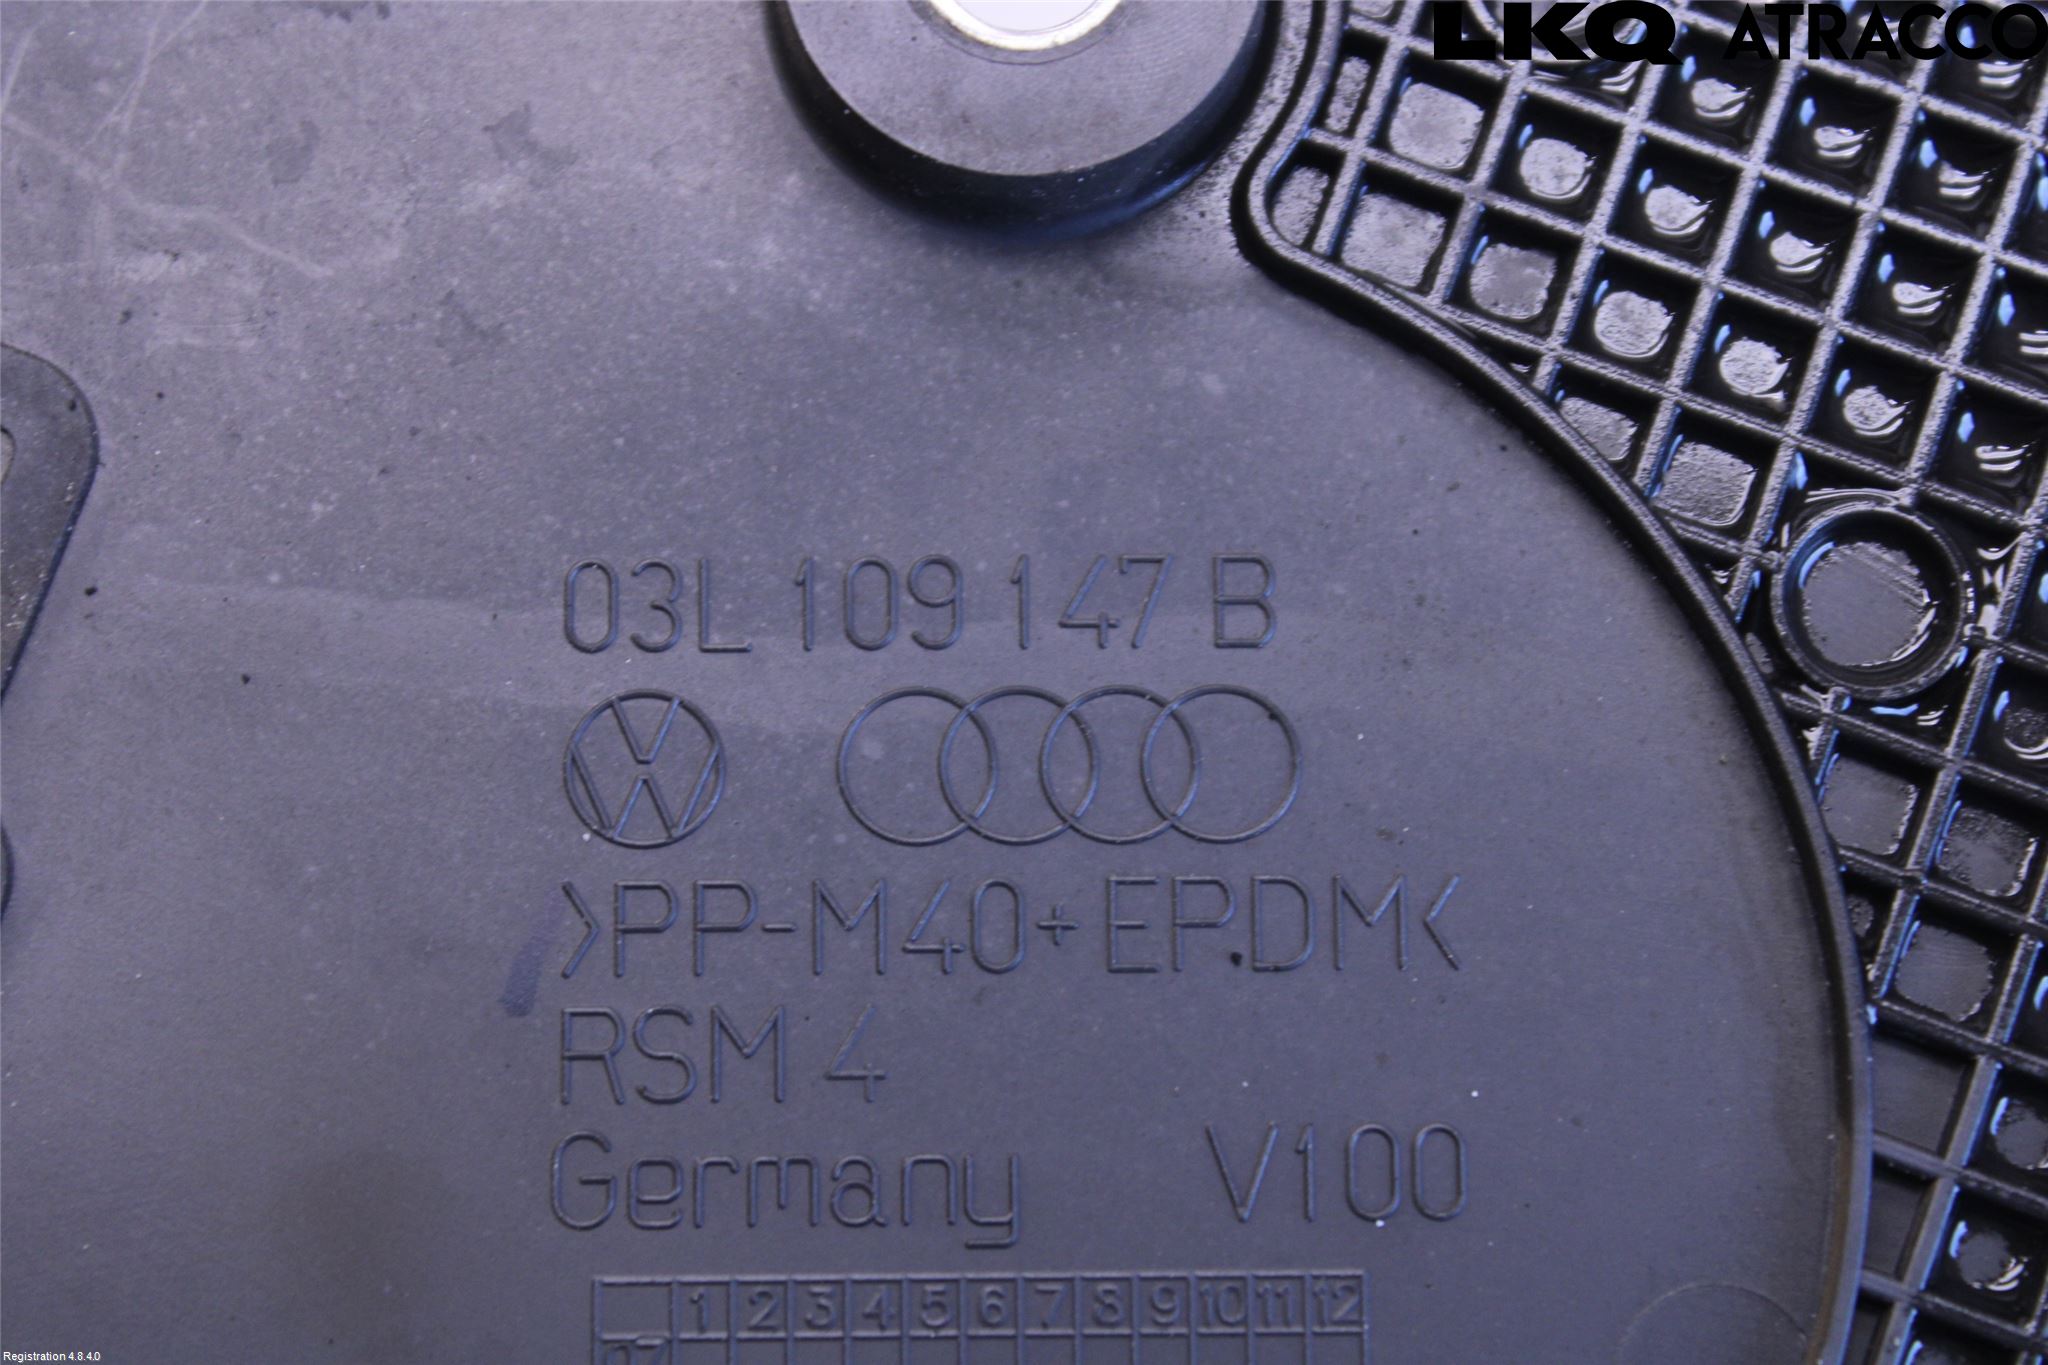 LKQ ATRACCO
03L 109 147 B
>PP-M40+EPDM<
RSM 4
Germany V100
1 2 3 4 5 6 7 8 9 10 11 12
07
Registration 4.8.4.0